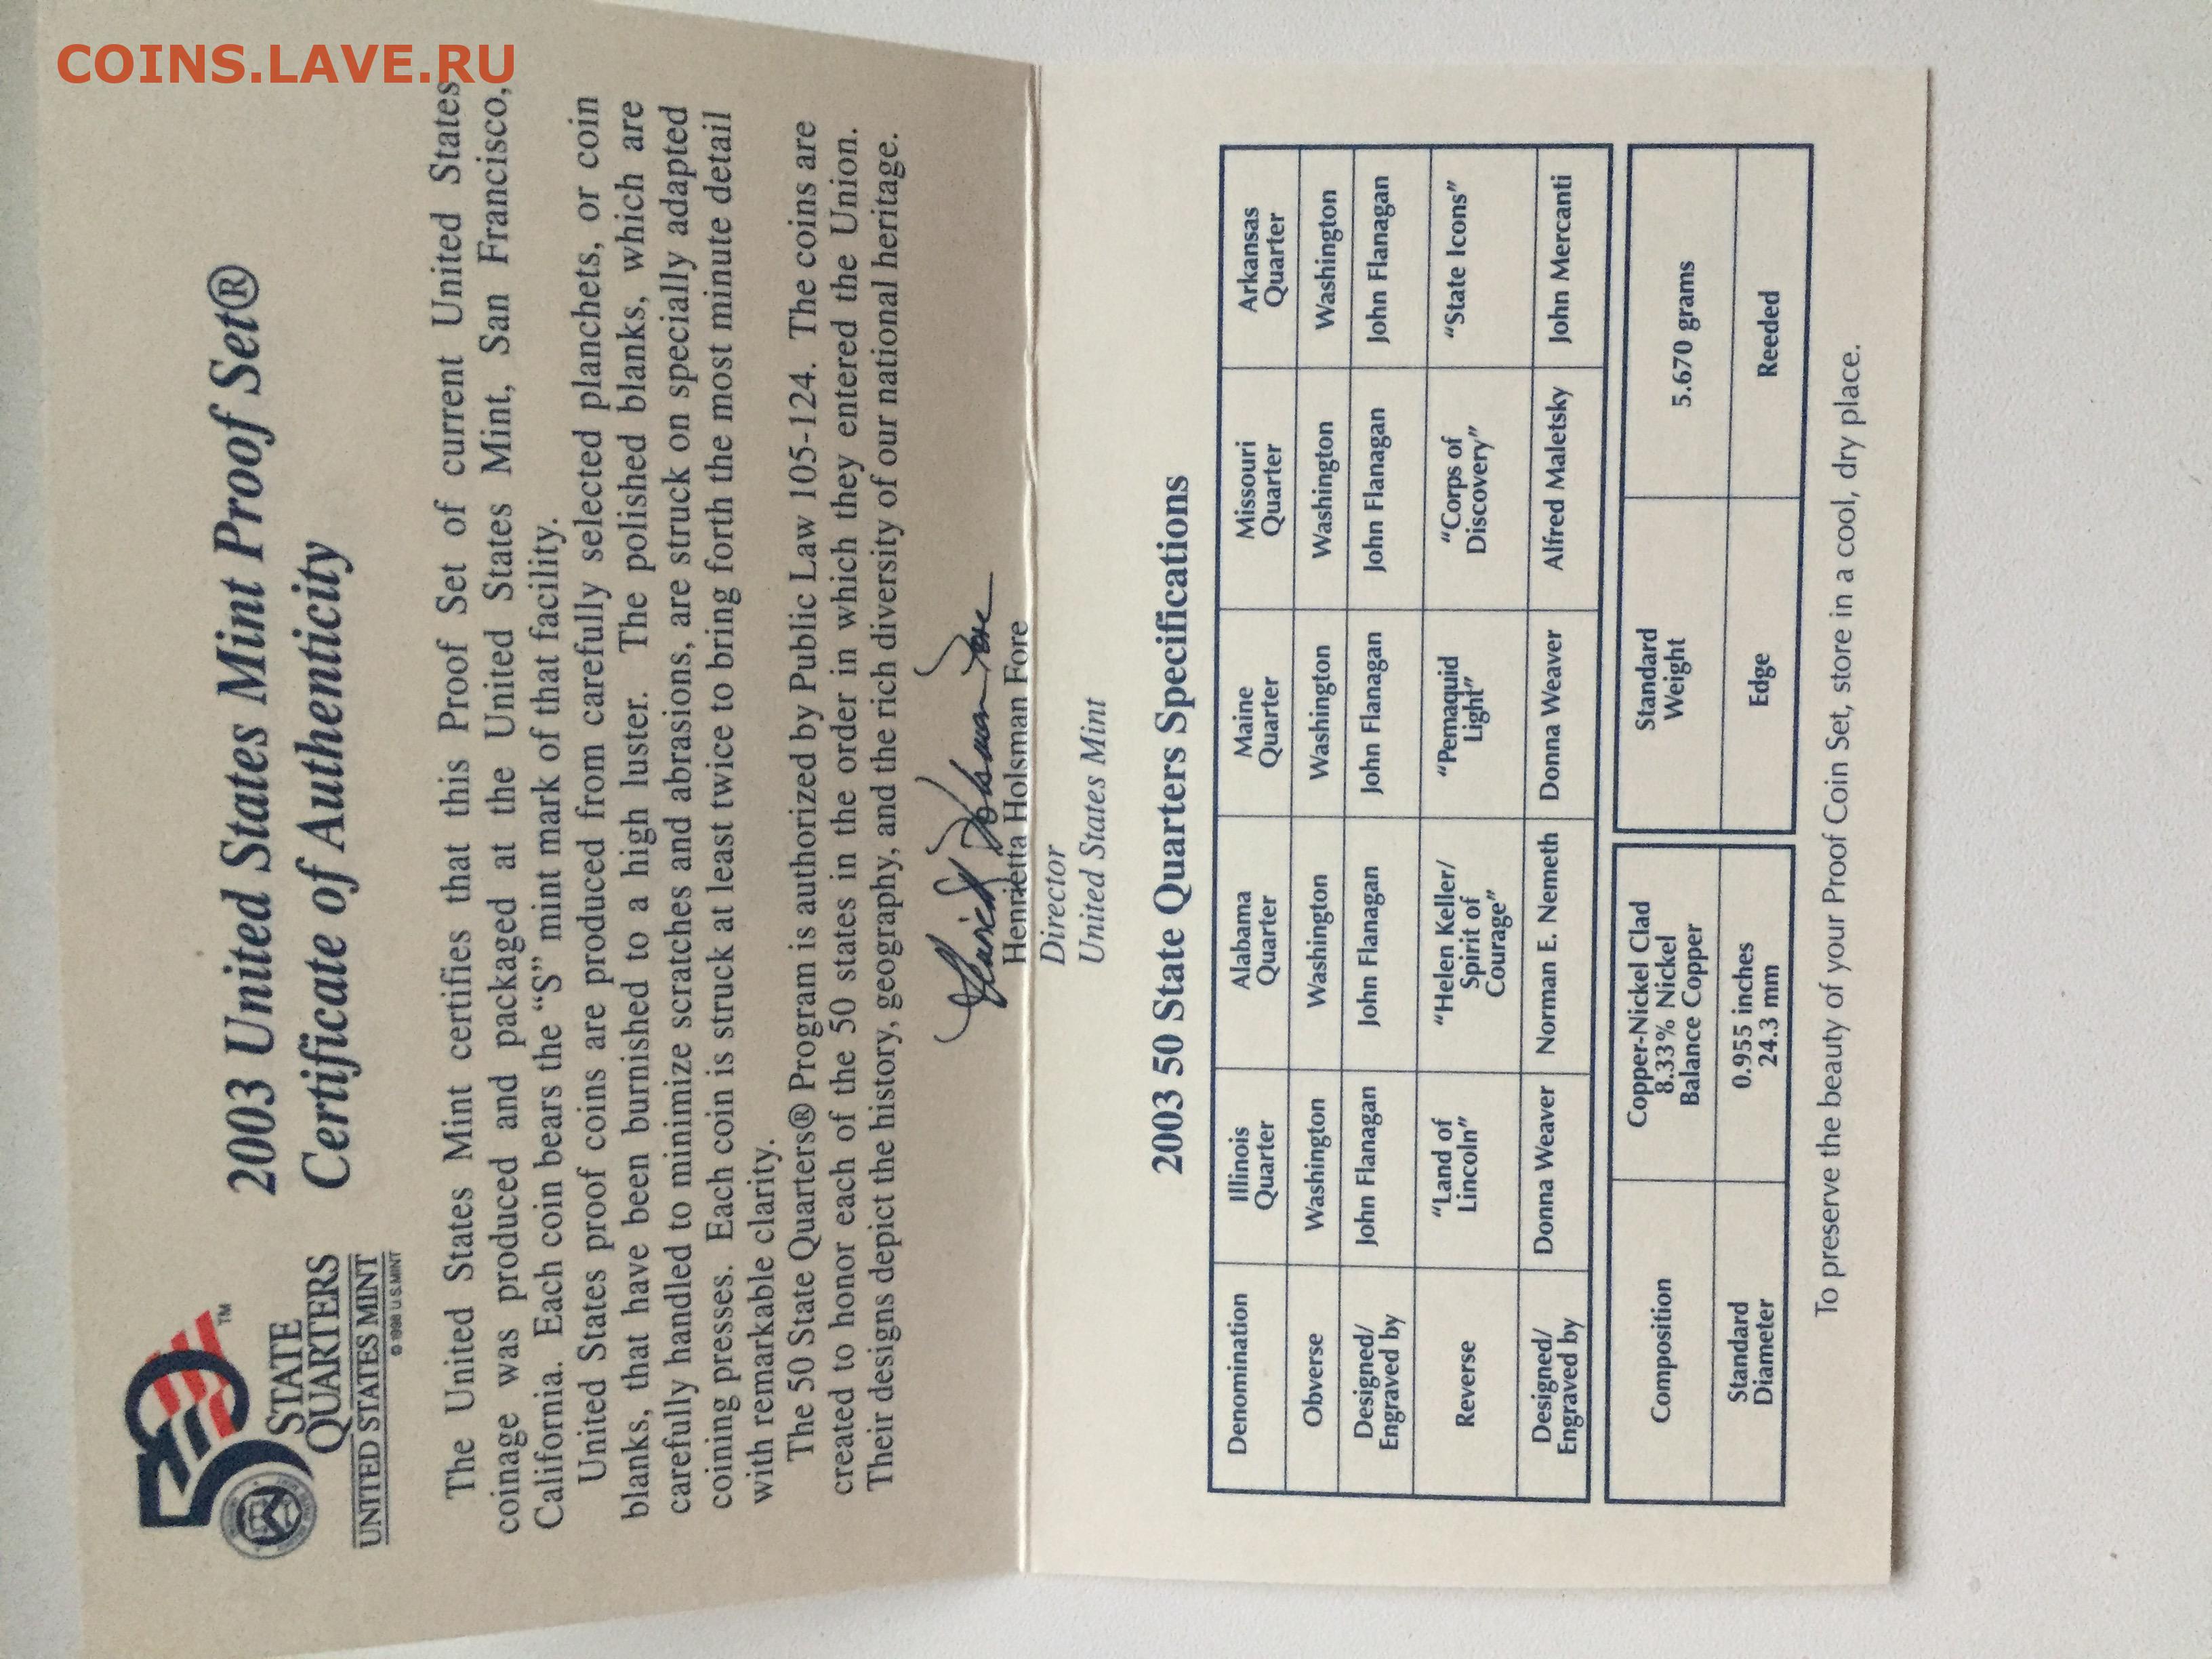 COINS.LAVE.RU
50
TM
STATE
QUARTERS
UNITED STATES MINT
© 1998 U.S. MINT
2003 United States Mint Proof Set®
Certificate of Authenticity
The United States Mint certifies that this Proof Set of current United States
coinage was produced and packaged at the United States Mint, San Francisco,
California. Each coin bears the “S” mint mark of that facility.
United States proof coins are produced from carefully selected planchets, or coin
blanks, that have been burnished to a high luster. The polished blanks, which are
carefully handled to minimize scratches and abrasions, are struck on specially adapted
coining presses. Each coin is struck at least twice to bring forth the most minute detail
with remarkable clarity.
The 50 State Quarters® Program is authorized by Public Law 105-124. The coins are
created to honor each of the 50 states in the order in which they entered the Union.
Their designs depict the history, geography, and the rich diversity of our national heritage.
Henrietta Holsman Fore
Henrietta Holsman Fore
Director
United States Mint
2003 50 State Quarters Specifications
Denomination Illinois Quarter Alabama Quarter Maine Quarter Missouri Quarter Arkansas Quarter
Obverse Washington Washington Washington Washington Washington
Designed/ Engraved by John Flanagan John Flanagan John Flanagan John Flanagan John Flanagan
Reverse “Land of Lincoln” “Helen Keller/ Spirit of Courage” “Pemaquid Light” “Corps of Discovery” “State Icons”
Designed/ Engraved by Donna Weaver Norman E. Nemeth Donna Weaver Alfred Maletsky John Mercanti
Composition Copper-Nickel Clad 8.33% Nickel Balance Copper Standard Weight 5.670 grams
Standard Diameter 0.955 inches 24.3 mm Edge Reeded
To preserve the beauty of your Proof Coin Set, store in a cool, dry place.